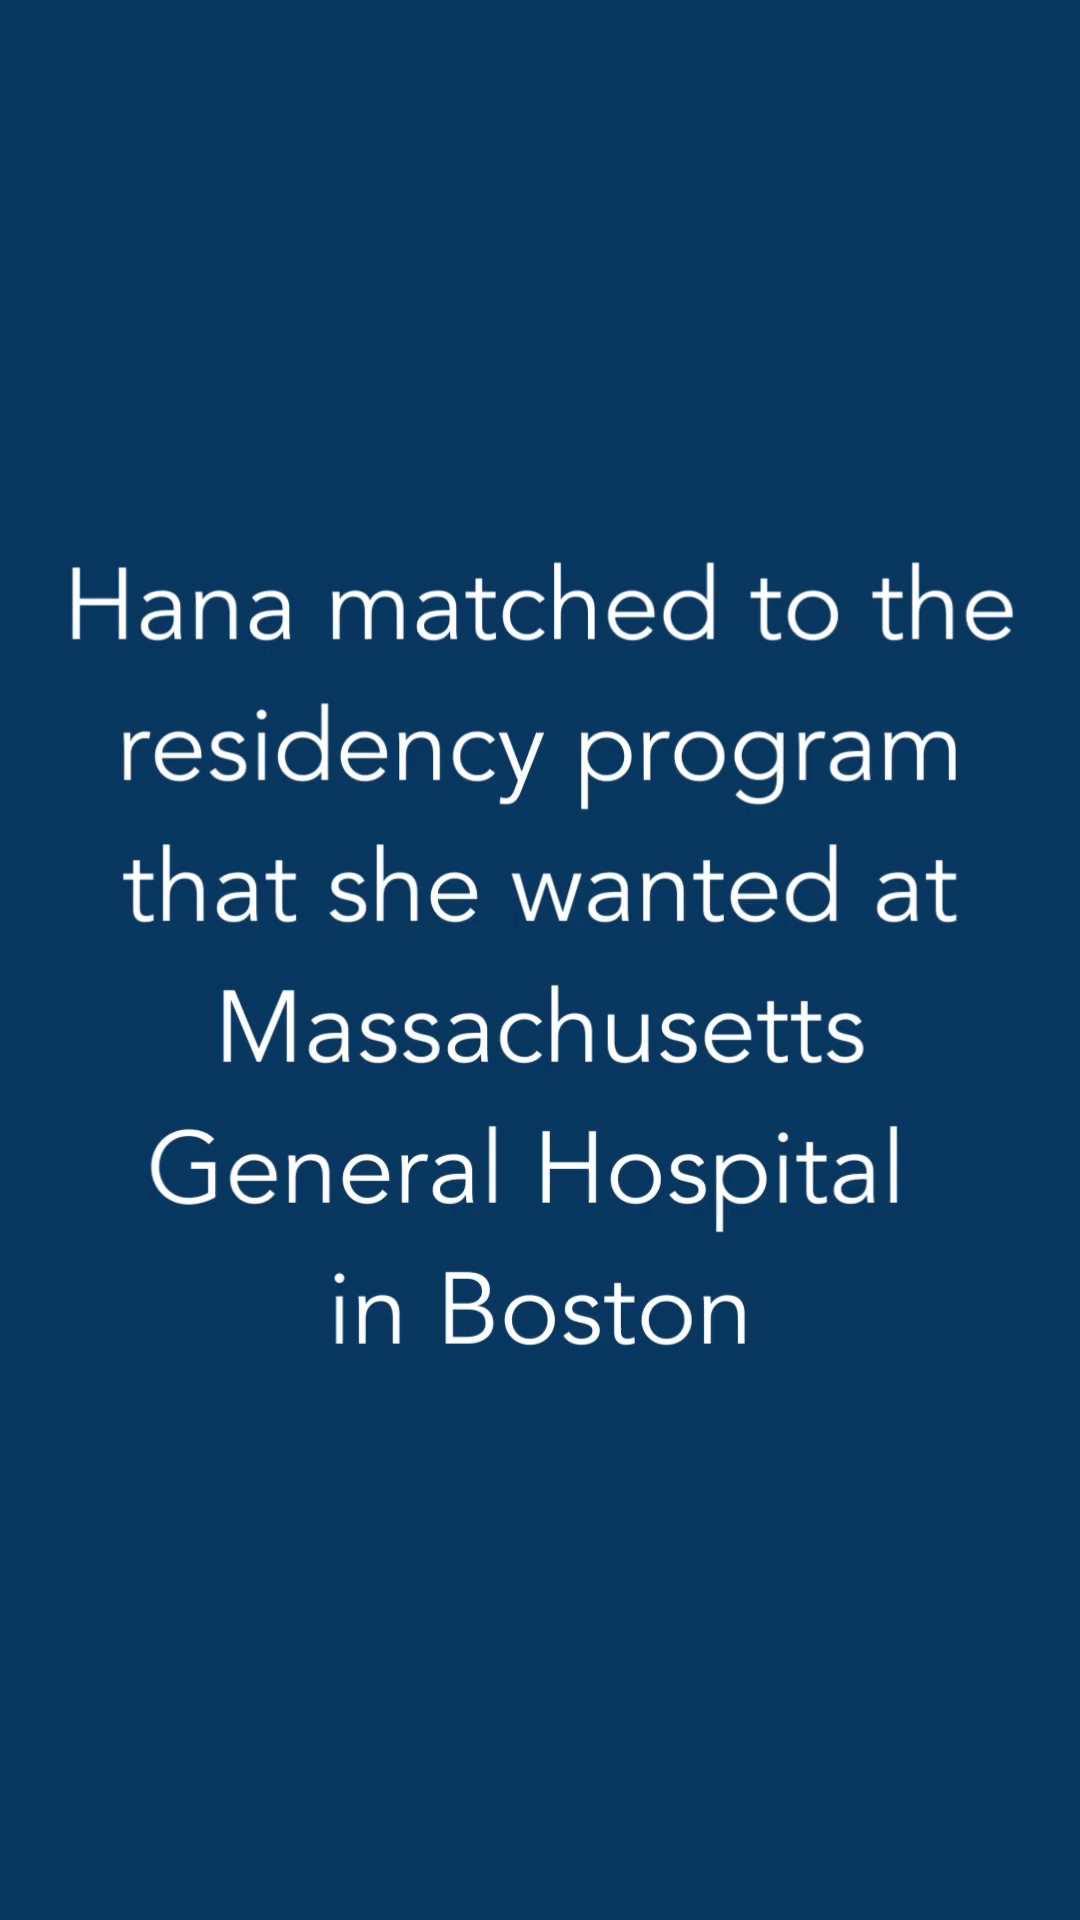 Hana matched to the
residency program
that she wanted at
Massachusetts
General Hospital
in Boston